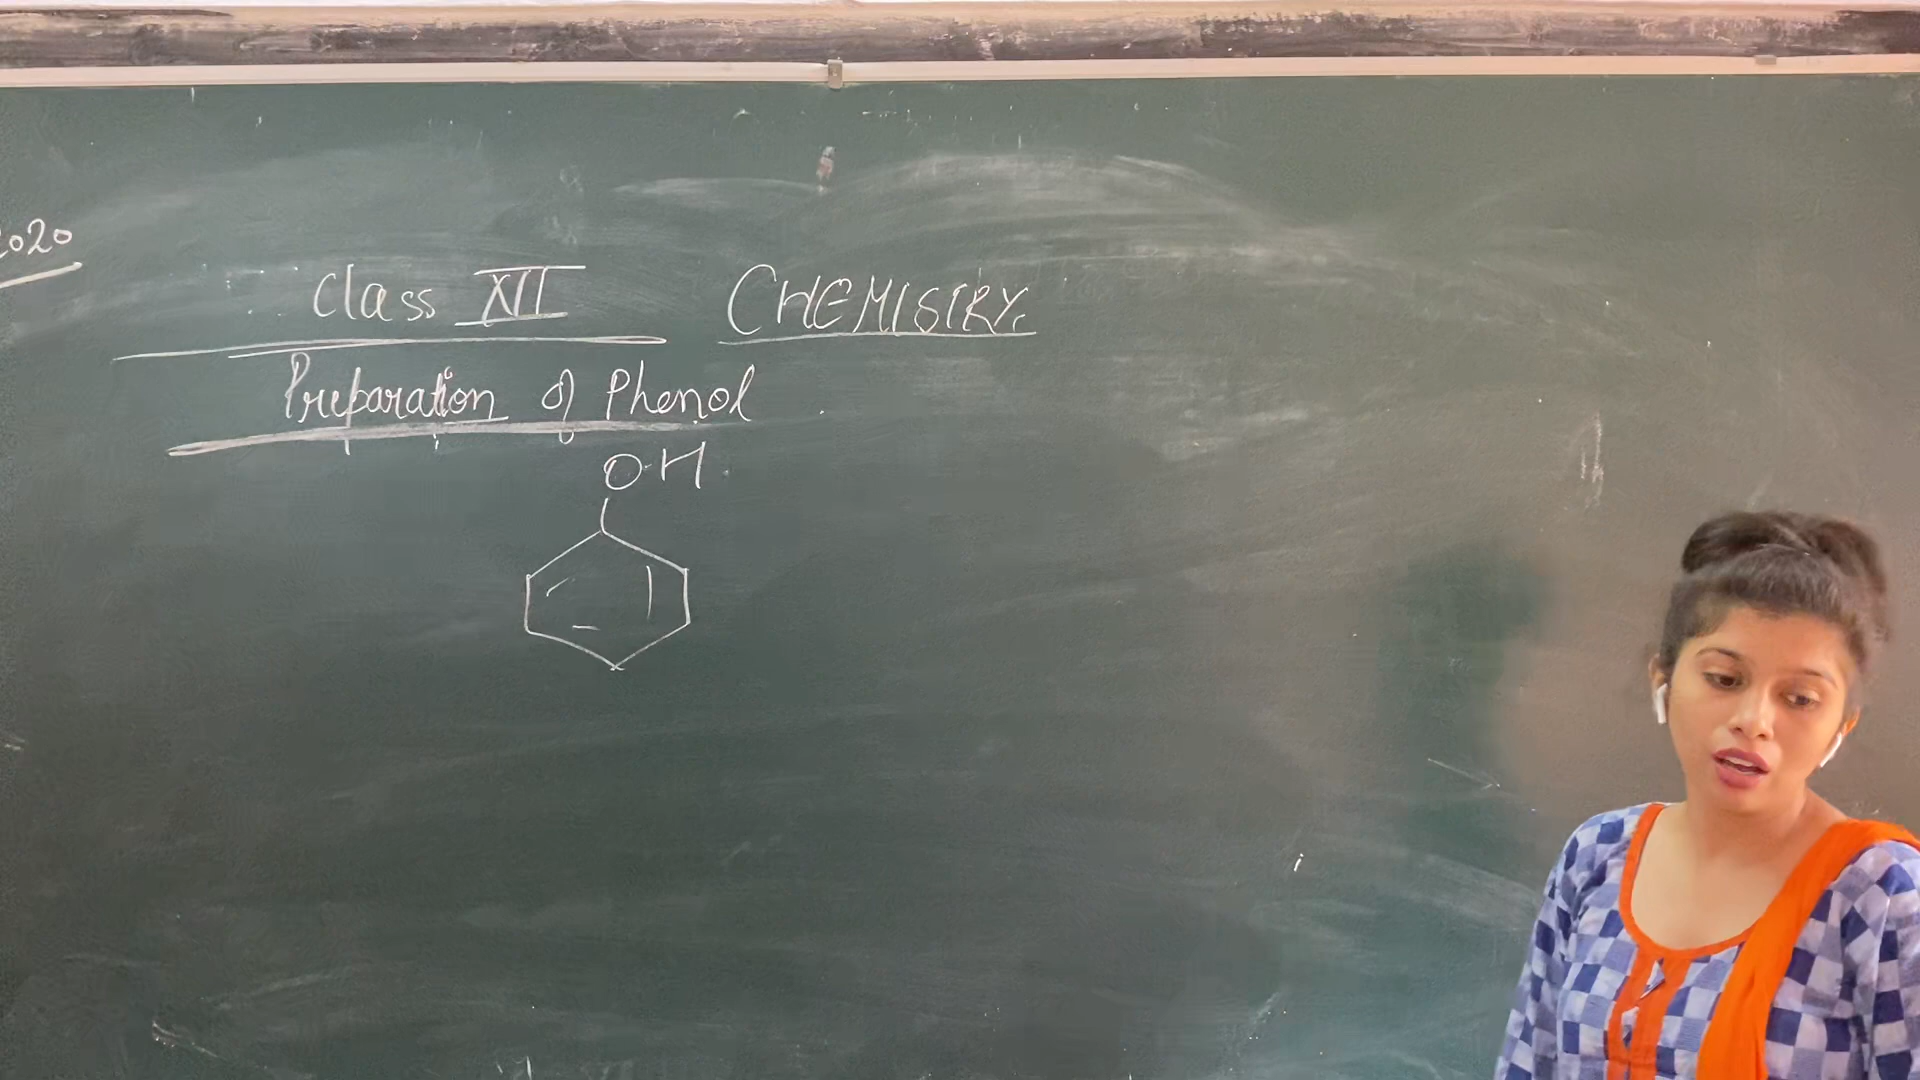 2020
Class XII CHEMISTRY.
Preparation of Phenol
OH